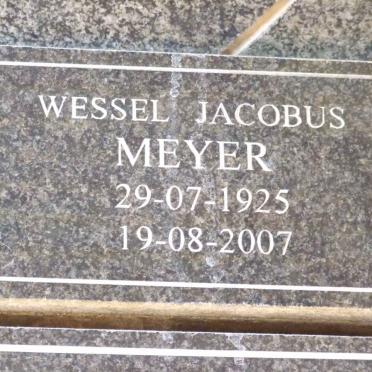 WESSEL JACOBUS
MEYER
29-07-1925
19-08-2007